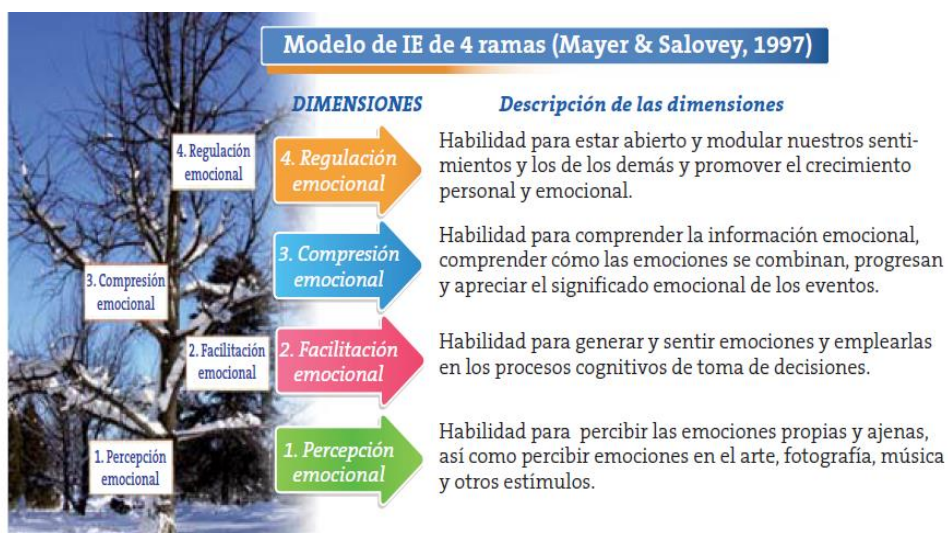 Modelo de IE de 4 ramas (Mayer & Salovey, 1997)
DIMENSIONES
Descripción de las dimensiones
4. Regulación
emocional
4. Regulación
emocional
Habilidad para estar abierto y modular nuestros senti-
mientos y los de los demás y promover el crecimiento
personal y emocional.
3. Compresión
emocional
3. Compresión
emocional
Habilidad para comprender la información emocional,
comprender cómo las emociones se combinan, progresan
y apreciar el significado emocional de los eventos.
2. Facilitación
emocional
2. Facilitación
emocional
Habilidad para generar y sentir emociones y emplearlas
en los procesos cognitivos de toma de decisiones.
1. Percepción
emocional
1. Percepción
emocional
Habilidad para percibir las emociones propias y ajenas,
así como percibir emociones en el arte, fotografía, música
y otros estímulos.